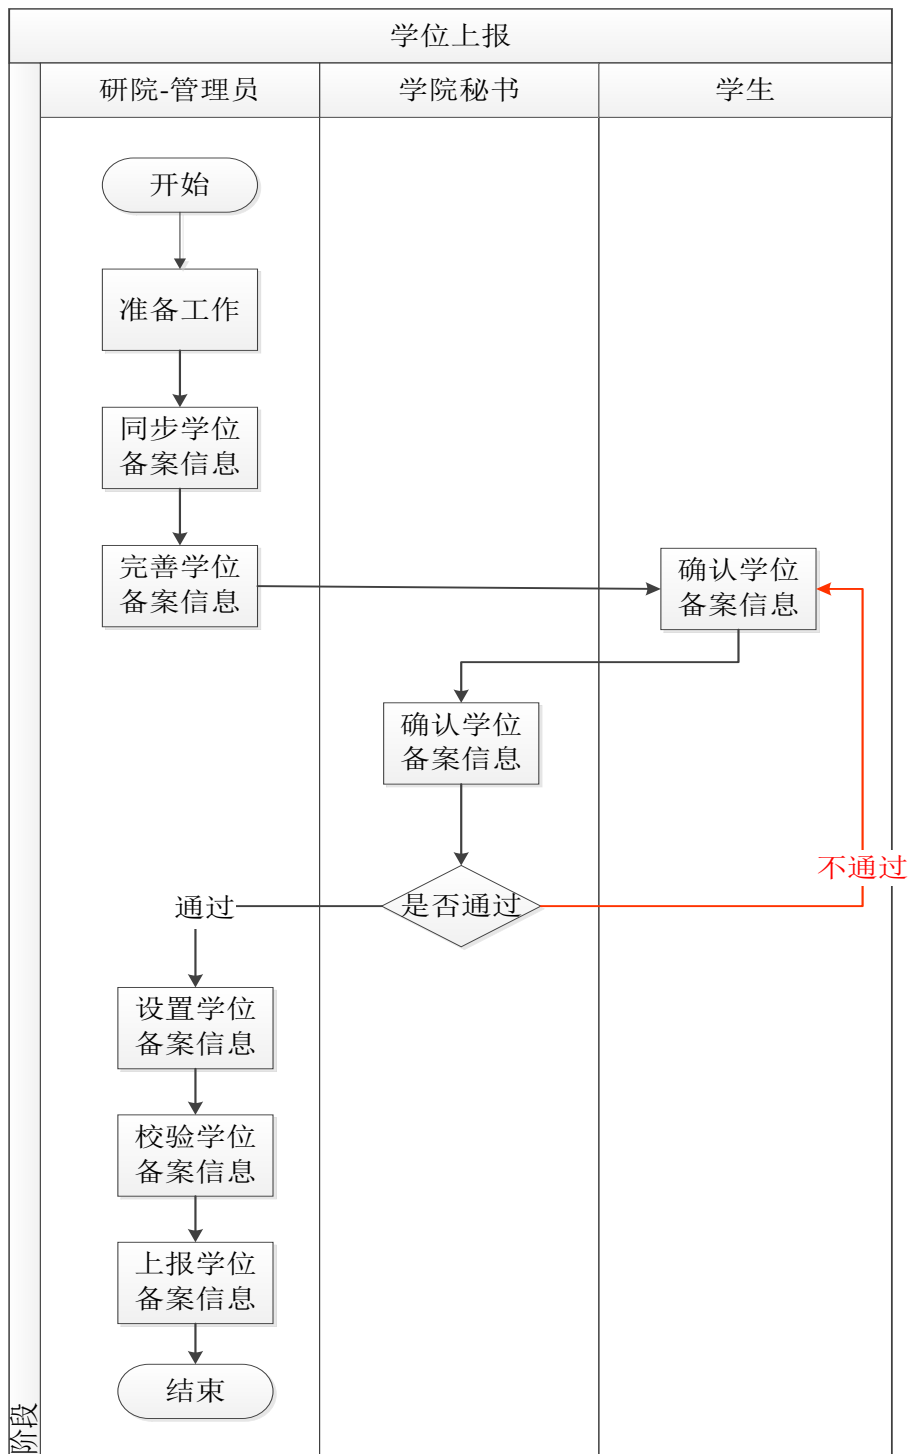 学位上报
研院-管理员
学院秘书
学生
开始
准备工作
同步学位
备案信息
完善学位
备案信息
确认学位
备案信息
确认学位
备案信息
不通过
通过
是否通过
设置学位
备案信息
校验学位
备案信息
上报学位
备案信息
结束
阶段